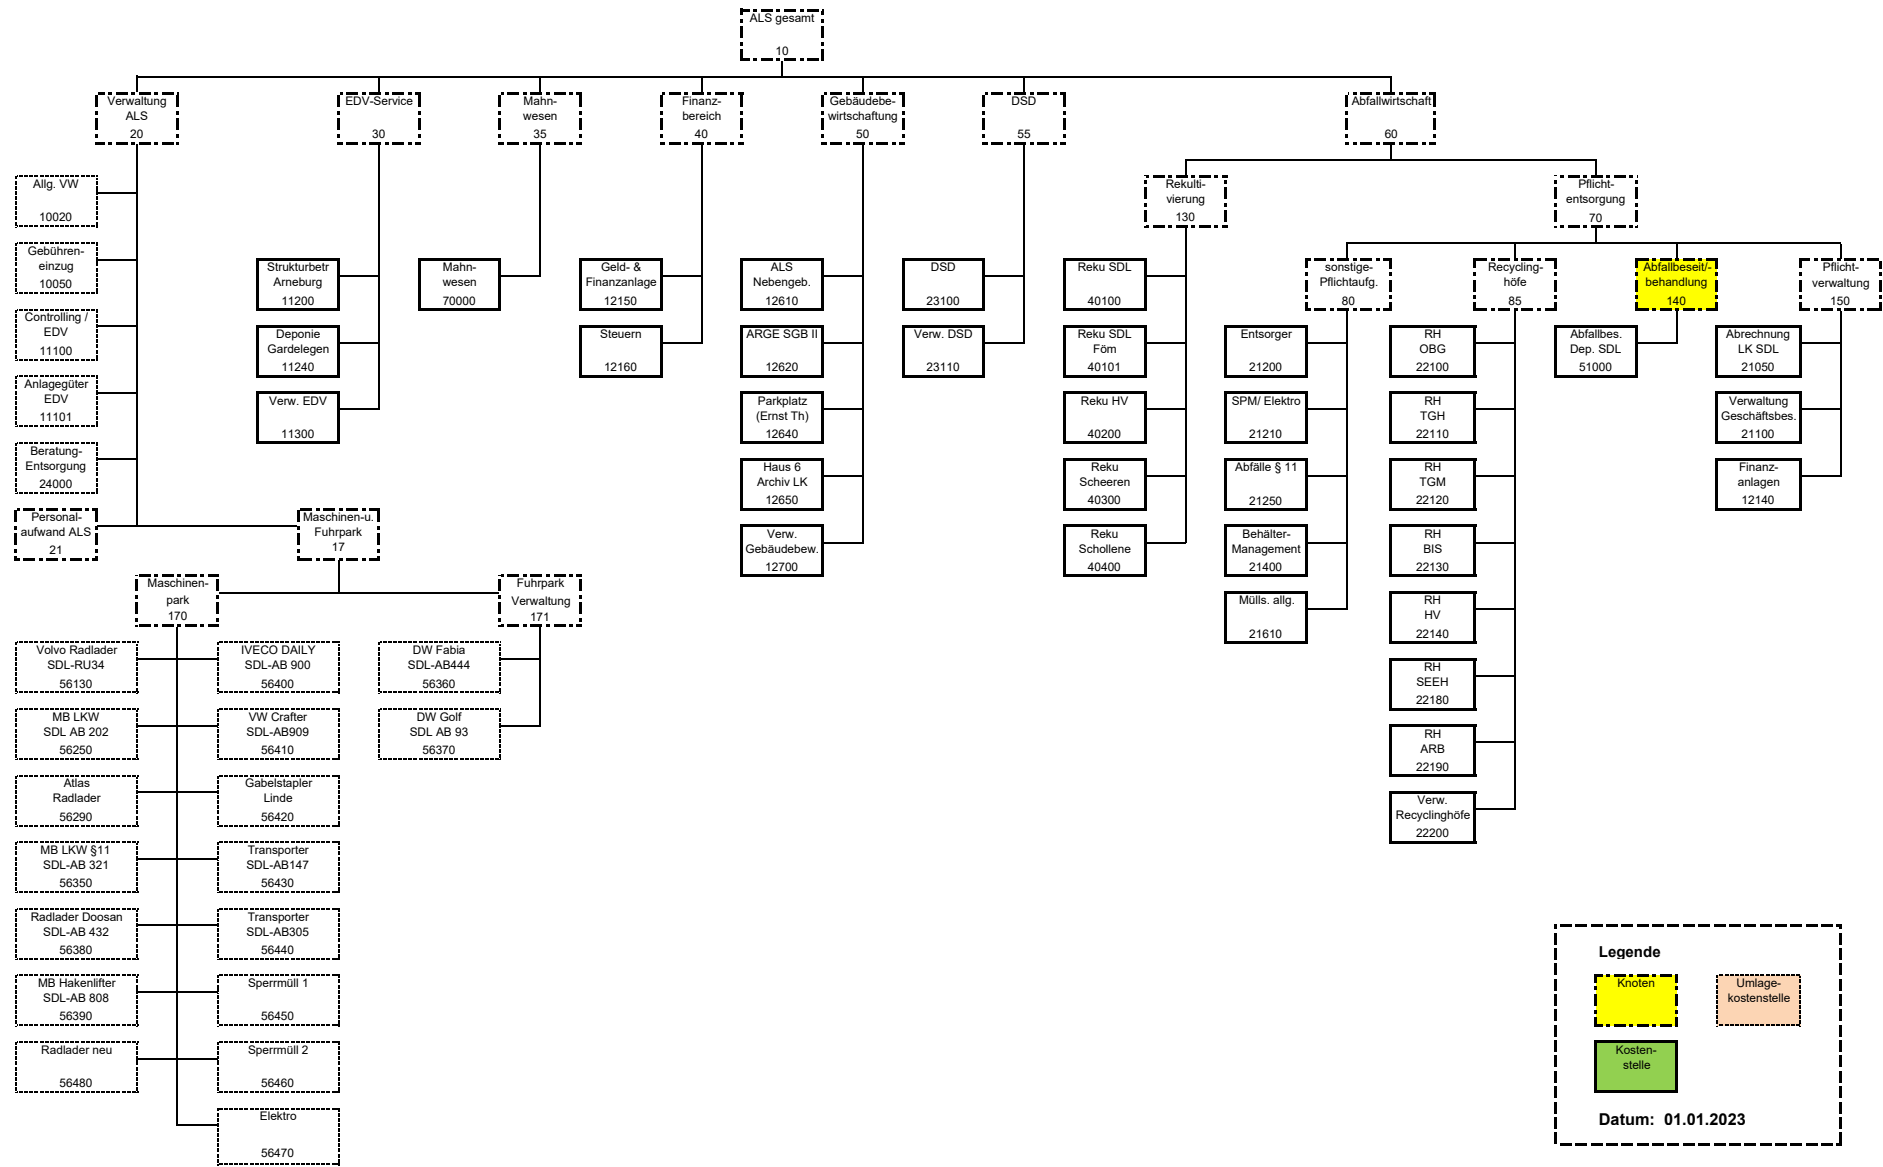 ALS gesamt
10
Verwaltung
ALS
20
EDV-Service
30
Mahn-
wesen
35
Finanz-
bereich
40
Gebäudebe-
wirtschaftung
50
DSD
55
Abfallwirtschaft
60
Rekulti-
vierung
130
Pflicht-
entsorgung
70
Allg. VW
10020
Gebühren-
einzug
10050
Controlling /
EDV
11100
Anlagegüter
EDV
11101
Beratung-
Entsorgung
24000
Personal-
aufwand ALS
21
Maschinen-u.
Fuhrpark
17
Strukturbetr
Arneburg
11200
Deponie
Gardelegen
11240
Verw. EDV
11300
Mahn-
wesen
70000
Geld- &
Finanzanlage
12150
Steuern
12160
ALS
Nebengeb.
12610
ARGE SGB II
12620
Parkplatz
(Ernst Th)
12640
Haus 6
Archiv LK
12650
Verw.
Gebäudebew.
12700
DSD
23100
Verw. DSD
23110
Reku SDL
40100
Reku SDL
Föm
40101
Reku HV
40200
Reku
Scheeren
40300
Reku
Schollene
40400
sonstige-
Pflichtaufg.
80
Recycling-
höfe
85
Abfallbeseit/-
behandlung
140
Pflicht-
verwaltung
150
Entsorger
21200
SPM/ Elektro
21210
Abfälle § 11
21250
Behälter-
Management
21400
Mülls. allg.
21610
RH
OBG
22100
RH
TGH
22110
RH
TGM
22120
RH
BIS
22130
RH
HV
22140
RH
SEEH
22180
RH
ARB
22190
Verw.
Recyclinghöfe
22200
Abfallbes.
Dep. SDL
51000
Abrechnung
LK SDL
21050
Verwaltung
Geschäftsbes.
21100
Finanz-
anlagen
12140
Maschinen-
park
170
Fuhrpark
Verwaltung
171
Volvo Radlader
SDL-RU34
56130
MB LKW
SDL AB 202
56250
Atlas
Radlader
56290
MB LKW §11
SDL-AB 321
56350
Radlader Doosan
SDL-AB 432
56380
MB Hakenlifter
SDL-AB 808
56390
Radlader neu
56480
IVECO DAILY
SDL-AB 900
56400
VW Crafter
SDL-AB909
56410
Gabelstapler
Linde
56420
Transporter
SDL-AB147
56430
Transporter
SDL-AB305
56440
Sperrmüll 1
56450
Sperrmüll 2
56460
Elektro
56470
DW Fabia
SDL-AB444
56360
DW Golf
SDL AB 93
56370
Legende
Knoten
Umlage-
kostenstelle
Kosten-
stelle
Datum: 01.01.2023